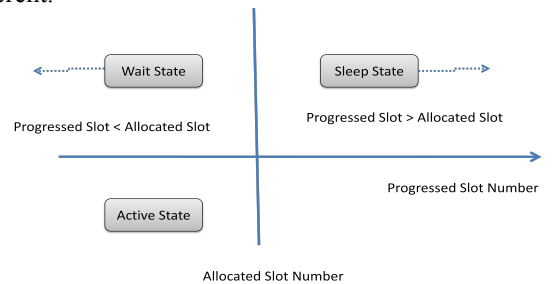 Wait State
Sleep State
Progressed Slot < Allocated Slot
Progressed Slot > Allocated Slot
Progressed Slot Number
Active State
Allocated Slot Number